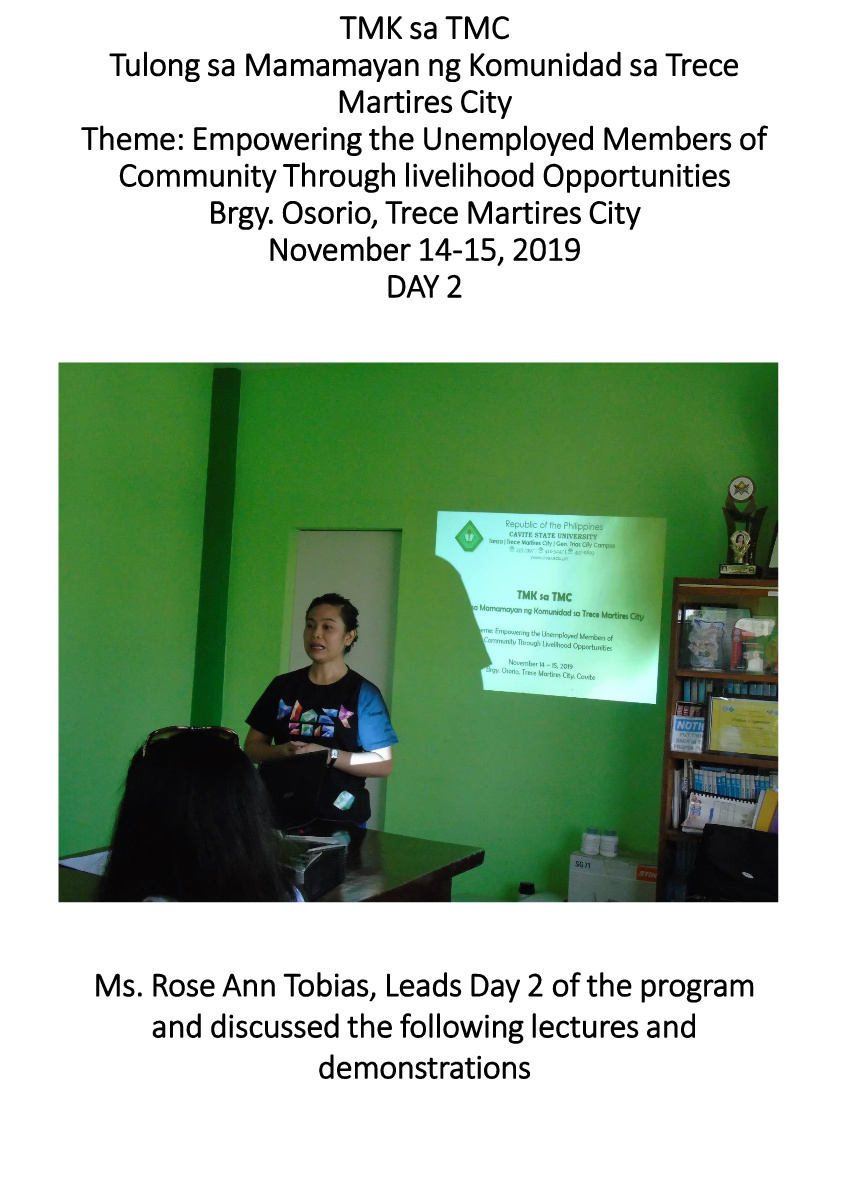 TMK sa TMC
Tulong sa Mamamayan ng Komunidad sa Trece
Martires City
Theme: Empowering the Unemployed Members of
Community Through livelihood Opportunities
Brgy. Osorio, Trece Martires City
November 14-15, 2019
DAY 2
Republic of the Philippines
CAVITE STATE UNIVERSITY
Tanza | Trece Martires City | Gen. Trias City Campus
TMK sa TMC
sa Mamamayan ng Komunidad sa Trece Martires City
eme: Empowering the Unemployed Members of
Community Through Livelihood Opportunities
November 14 – 15, 2019
Brgy. Osorio, Trece Martires City, Cavite
SG71
Ms. Rose Ann Tobias, Leads Day 2 of the program
and discussed the following lectures and
demonstrations